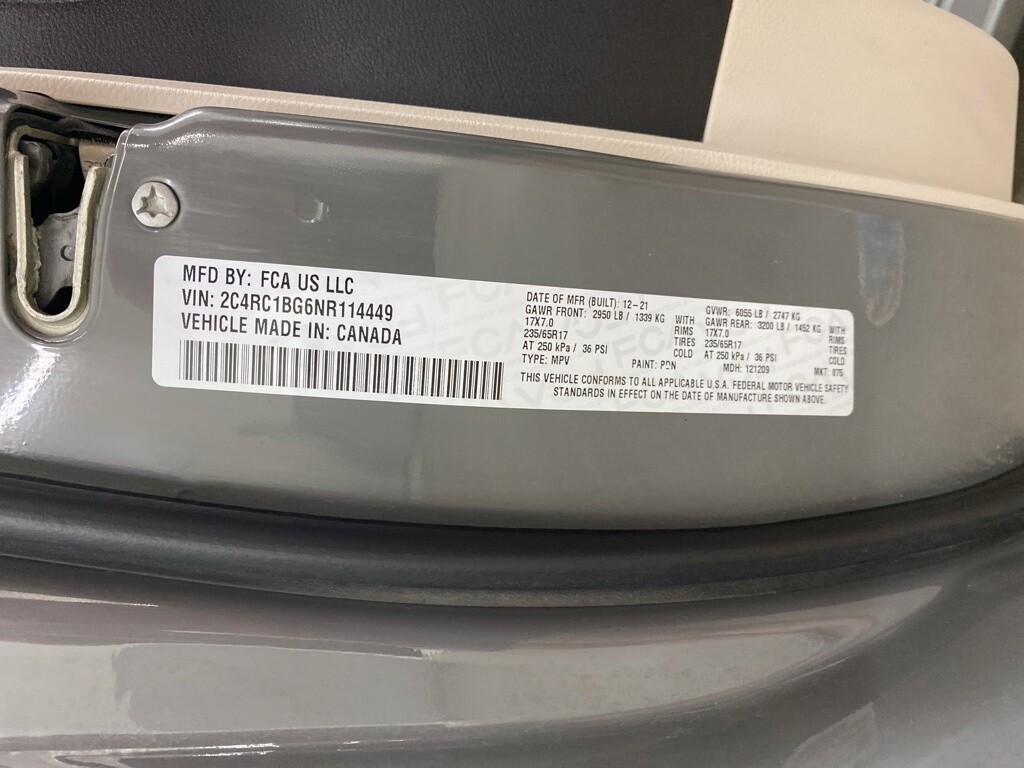 MFD BY: FCA US LLC
VIN: 2C4RC1BG6NR114449
VEHICLE MADE IN: CANADA
DATE OF MFR (BUILT): 12-21 GVWR: 6055 LB / 2747 KG
GAWR FRONT: 2950 LB / 1339 KG WITH GAWR REAR: 3200 LB / 1452 KG WITH
17X7.0 RIMS 17X7.0 RIMS
235/65R17 TIRES 235/65R17 TIRES
AT 250 kPa / 36 PSI COLD AT 250 kPa / 36 PSI COLD
TYPE: MPV PAINT: PDN MDH: 121209 MKT: 875
THIS VEHICLE CONFORMS TO ALL APPLICABLE U.S.A. FEDERAL MOTOR VEHICLE SAFETY
STANDARDS IN EFFECT ON THE DATE OF MANUFACTURE SHOWN ABOVE.